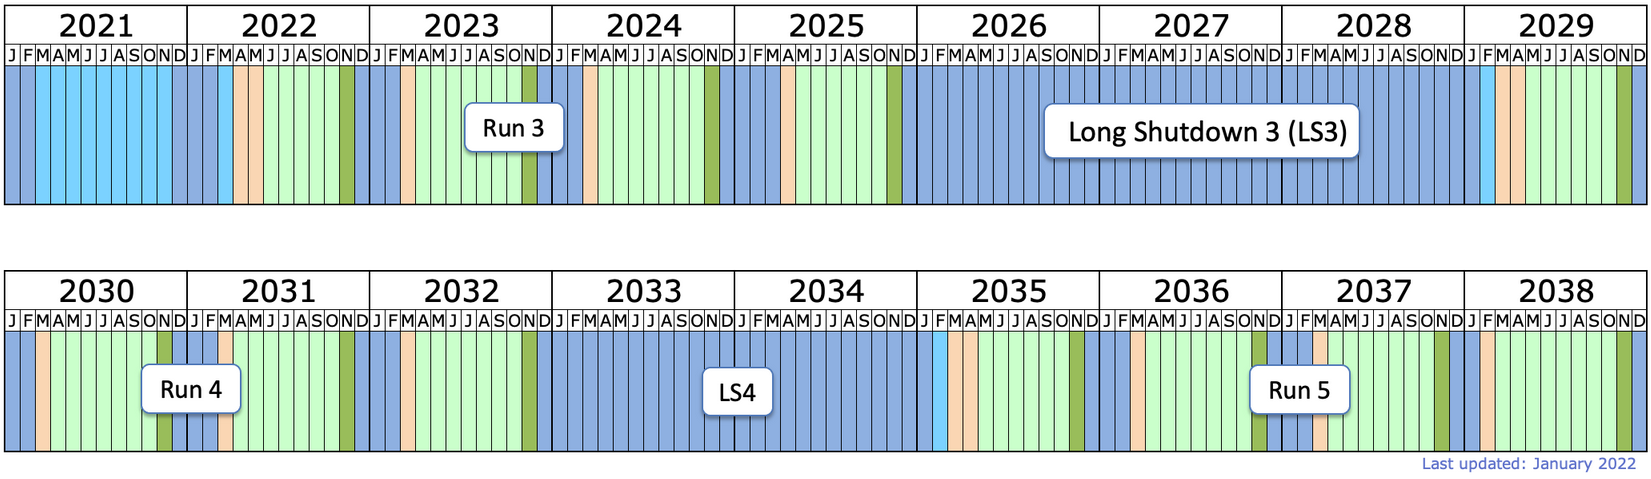 2021 2022 2023 2024 2025 2026 2027 2028 2029
J F M A M J J A S O N D J F M A M J J A S O N D J F M A M J J A S O N D J F M A M J J A S O N D J F M A M J J A S O N D J F M A M J J A S O N D J F M A M J J A S O N D J F M A M J J A S O N D J F M A M J J A S O N D
Run 3
Long Shutdown 3 (LS3)
2030 2031 2032 2033 2034 2035 2036 2037 2038
J F M A M J J A S O N D J F M A M J J A S O N D J F M A M J J A S O N D J F M A M J J A S O N D J F M A M J J A S O N D J F M A M J J A S O N D J F M A M J J A S O N D J F M A M J J A S O N D J F M A M J J A S O N D
Run 4
LS4
Run 5
Last updated: January 2022